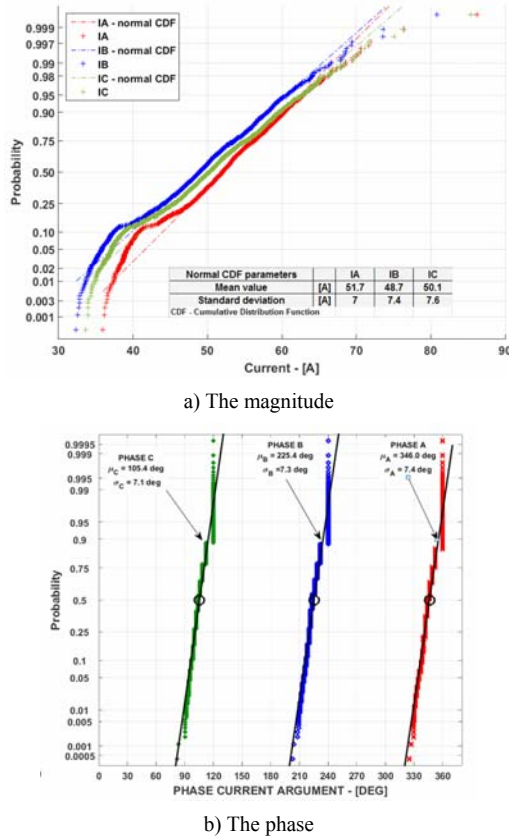 IA - normal CDF
IA
IB - normal CDF
IB
IC - normal CDF
IC
Probability
0.999
0.997
0.99
0.98
0.95
0.90
0.75
0.50
0.25
0.10
0.05
0.02
0.01
0.003
0.001
Normal CDF parameters IA IB IC
Mean value [A] 51.7 48.7 50.1
Standard deviation [A] 7 7.4 7.6
CDF - Cumulative Distribution Function
30 40 50 60 70 80 90
Current - [A]
a) The magnitude
Probability
0.9995
0.999
0.995
0.99
0.95
0.9
0.75
0.5
0.25
0.1
0.05
0.01
0.005
0.001
0.0005
PHASE C
μC = 105.4 deg
σC = 7.1 deg
PHASE B
μB = 225.4 deg
σB =7.3 deg
PHASE A
μA = 346.0 deg
σA = 7.4 deg
0 30 60 90 120 150 180 210 240 270 300 330 360
PHASE CURRENT ARGUMENT - [DEG]
b) The phase